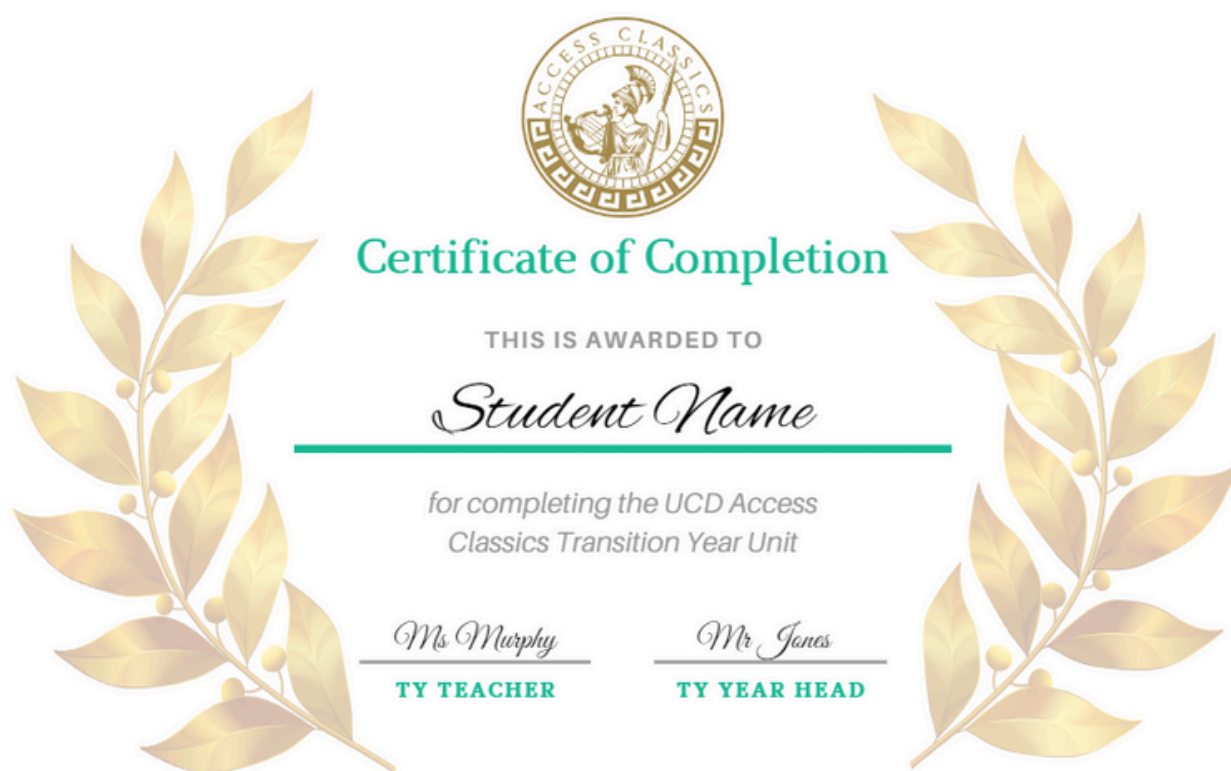 ACCESS CLASSICS
Certificate of Completion
THIS IS AWARDED TO
Student Name
for completing the UCD Access
Classics Transition Year Unit
Ms Murphy
Mr Jones
TY TEACHER
TY YEAR HEAD